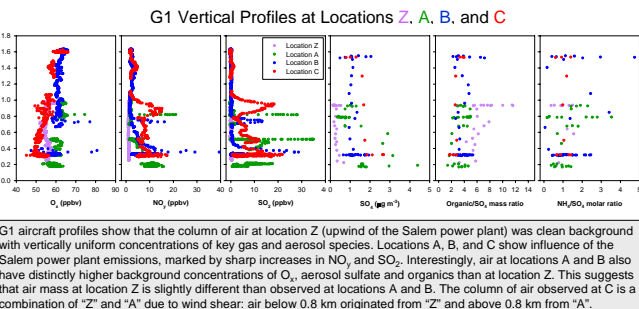 G1 Vertical Profiles at Locations Z, A, B, and C
1.8
1.6
1.4
1.2
1.0
0.8
0.6
0.4
0.2
0.0
Location Z
Location A
Location B
Location C
40 50 60 70 80 90 0 10 20 30 40 0 10 20 30 40 0 1 2 3 4 0 2 4 6 8 10 12 14 0 1 2 3 4 5
Ox (ppbv) NOy (ppbv) SO2 (ppbv) SO4 (μg m-3) Organic/SO4 mass ratio NH4/SO4 molar ratio
G1 aircraft profiles show that the column of air at location Z (upwind of the Salem power plant) was clean background
with vertically uniform concentrations of key gas and aerosol species. Locations A, B, and C show influence of the
Salem power plant emissions, marked by sharp increases in NOy and SO2. Interestingly, air at locations A and B also
have distinctly higher background concentrations of Ox, aerosol sulfate and organics than at location Z. This suggests
that air mass at location Z is slightly different than observed at locations A and B. The column of air observed at C is a
combination of "Z" and "A" due to wind shear: air below 0.8 km originated from "Z" and above 0.8 km from "A".